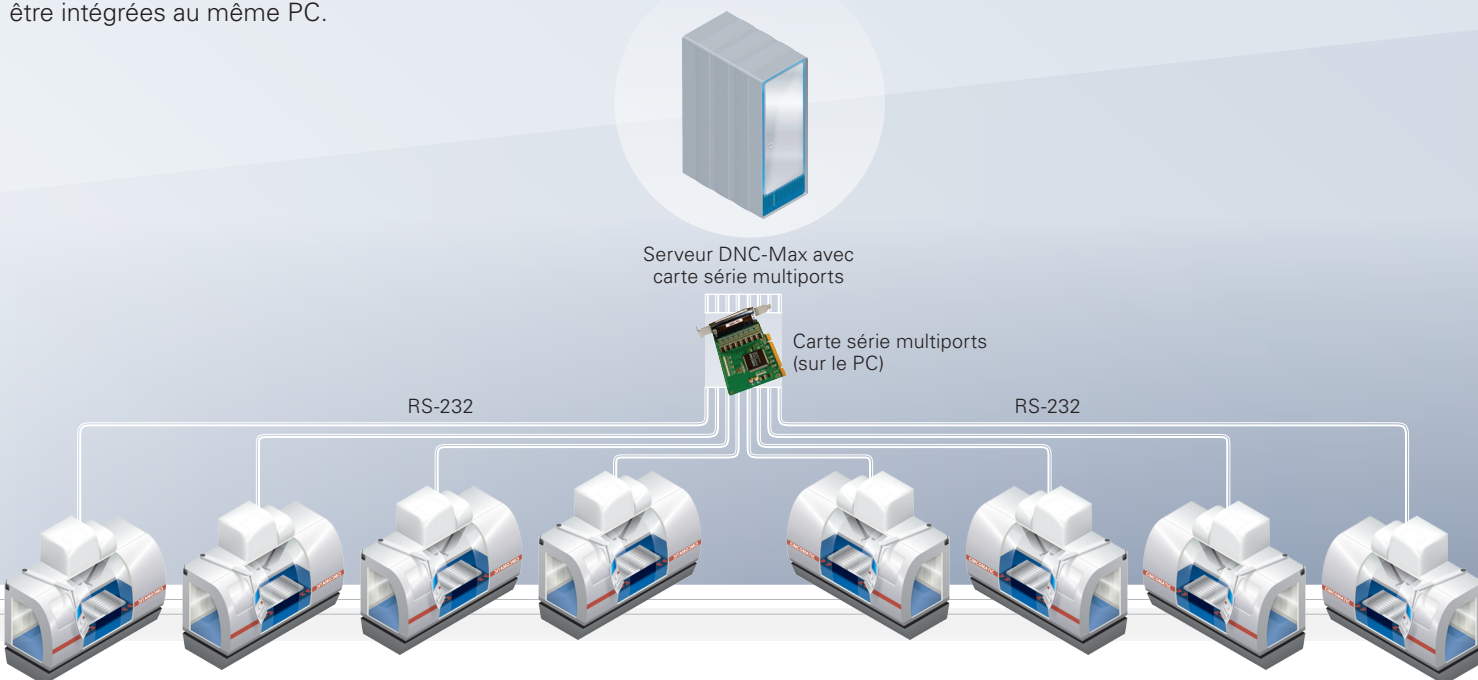 être intégrées au même PC.
Serveur DNC-Max avec
carte série multiports
Carte série multiports
(sur le PC)
RS-232
RS-232